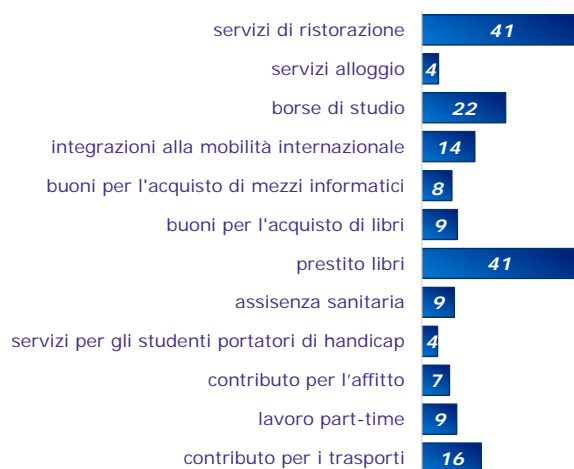 servizi di ristorazione 41
servizi alloggio 4
borse di studio 22
integrazioni alla mobilità internazionale 14
buoni per l'acquisto di mezzi informatici 8
buoni per l'acquisto di libri 9
prestito libri 41
assisenza sanitaria 9
servizi per gli studenti portatori di handicap 4
contributo per l’affitto 7
lavoro part-time 9
contributo per i trasporti 16